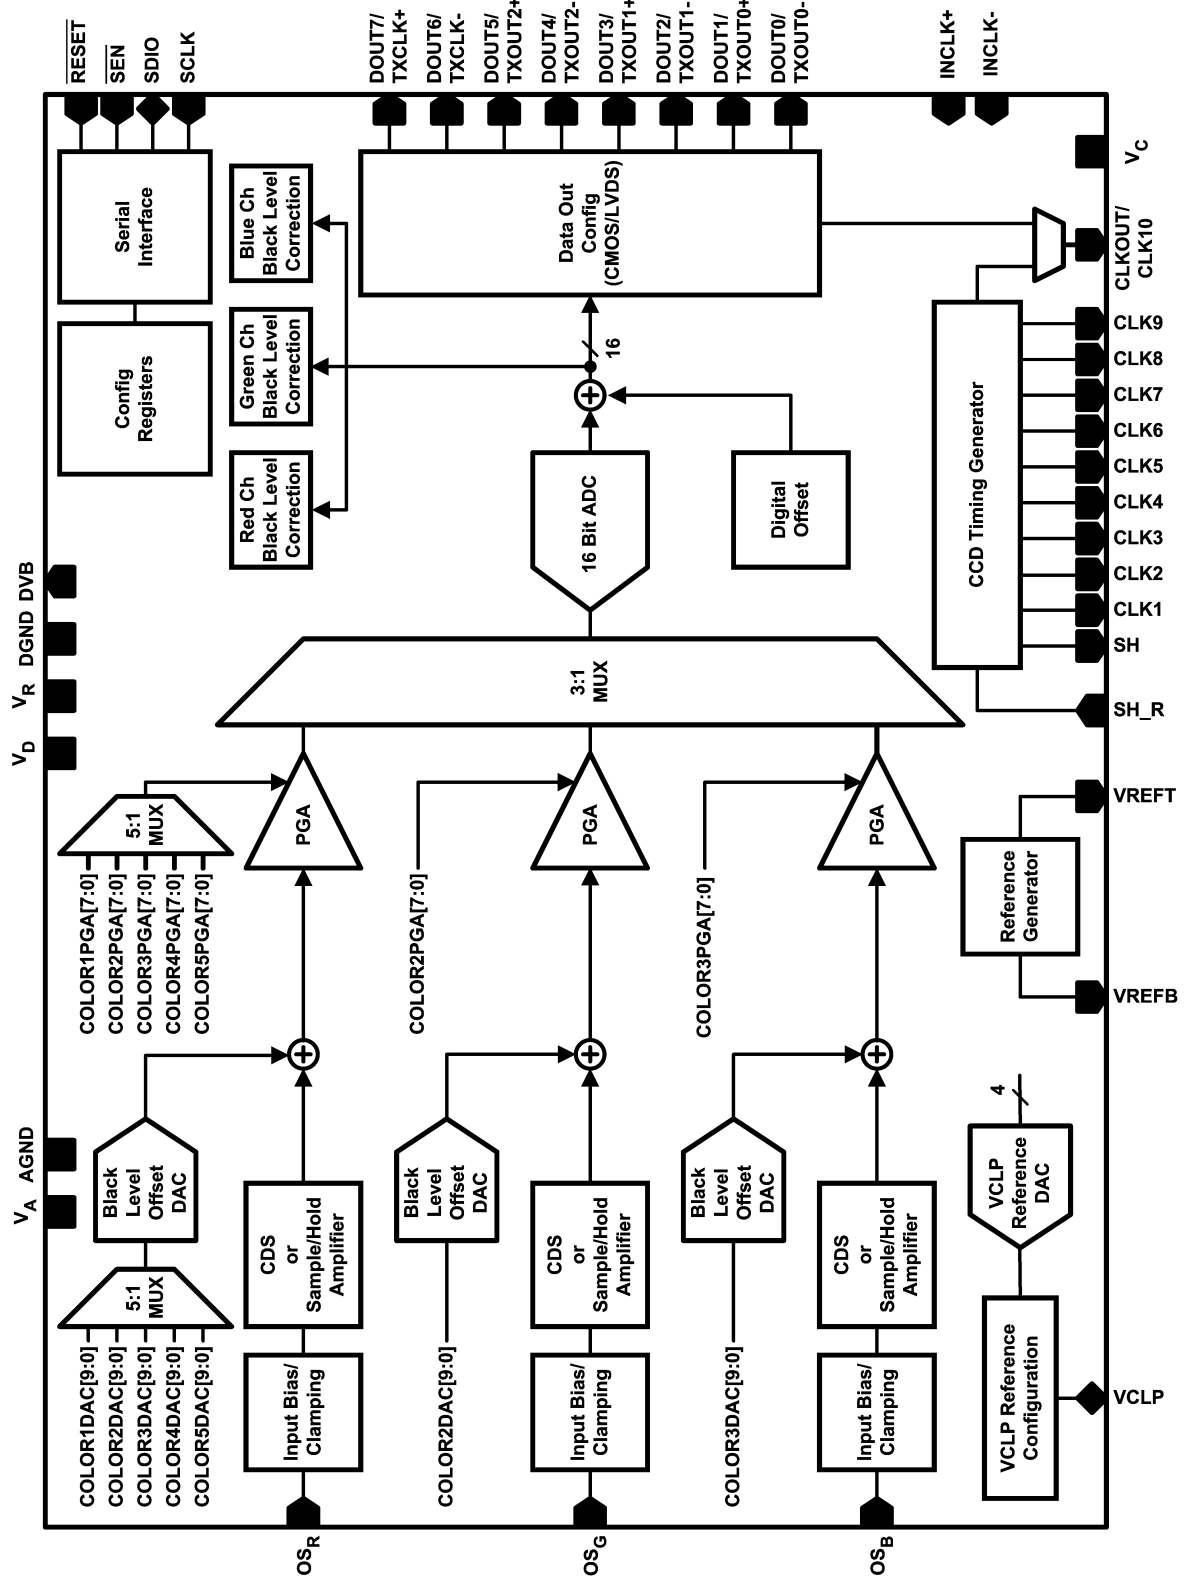 V
A
AGND
V
D
V
R
DGND
DVB
RESET
SEN
SDIO
SCLK
COLOR1DAC[9:0]
COLOR2DAC[9:0]
COLOR3DAC[9:0]
COLOR4DAC[9:0]
COLOR5DAC[9:0]
5:1
MUX
Black
Level
Offset
DAC
COLOR1PGA[7:0]
COLOR2PGA[7:0]
COLOR3PGA[7:0]
COLOR4PGA[7:0]
COLOR5PGA[7:0]
5:1
MUX
Config
Registers
Serial
Interface
OS
R
Input Bias/
Clamping
CDS
or
Sample/Hold
Amplifier
PGA
Red Ch
Black Level
Correction
Green Ch
Black Level
Correction
Blue Ch
Black Level
Correction
COLOR2DAC[9:0]
Black
Level
Offset
DAC
COLOR2PGA[7:0]
OS
G
Input Bias/
Clamping
CDS
or
Sample/Hold
Amplifier
PGA
3:1
MUX
16 Bit ADC
16
Data Out
Config
(CMOS/LVDS)
DOUT7/
TXCLK+
DOUT6/
TXCLK-
DOUT5/
TXOUT2+
DOUT4/
TXOUT2-
DOUT3/
TXOUT1+
DOUT2/
TXOUT1-
DOUT1/
TXOUT0+
DOUT0/
TXOUT0-
COLOR3DAC[9:0]
Black
Level
Offset
DAC
COLOR3PGA[7:0]
Digital
Offset
OS
B
Input Bias/
Clamping
CDS
or
Sample/Hold
Amplifier
PGA
INCLK+
INCLK-
VCLP Reference
Configuration
VCLP
Reference
DAC
4
Reference
Generator
CCD Timing Generator
VCLP
VREFB
VREFT
SH_R
SH
CLK1
CLK2
CLK3
CLK4
CLK5
CLK6
CLK7
CLK8
CLK9
CLKOUT/
CLK10
V
C